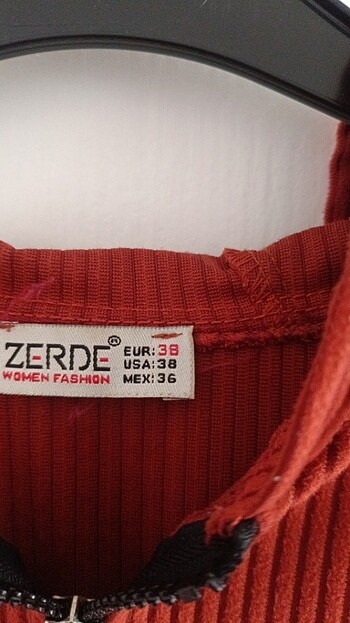 ZERDE®
WOMEN FASHION
EUR: 38
USA: 38
MEX: 36